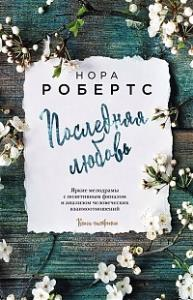 НОРА
РОБЕРТС
Последняя
любовь
Яркие мелодрамы
с позитивным финалом
и анализом человеческих
взаимоотношений